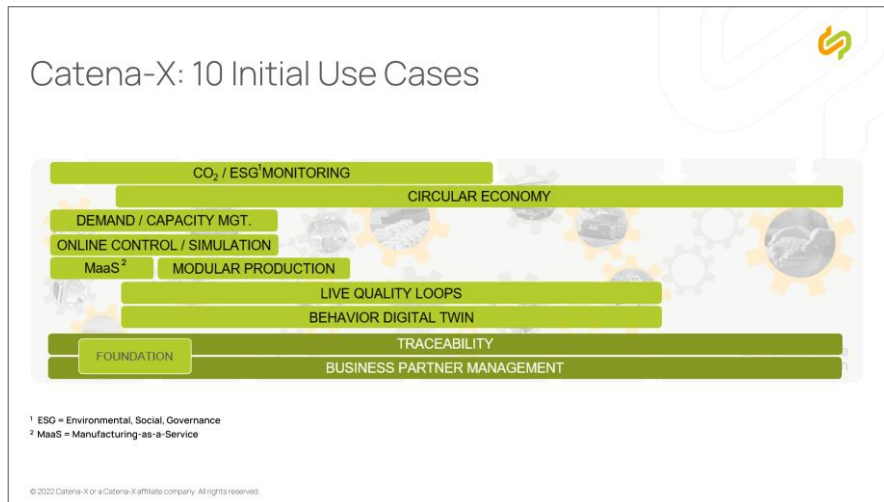 Catena-X: 10 Initial Use Cases
CO₂ / ESG¹MONITORING
CIRCULAR ECONOMY
DEMAND / CAPACITY MGT.
ONLINE CONTROL / SIMULATION
MaaS² MODULAR PRODUCTION
LIVE QUALITY LOOPS
BEHAVIOR DIGITAL TWIN
TRACEABILITY
FOUNDATION
BUSINESS PARTNER MANAGEMENT
¹ ESG = Environmental, Social, Governance
² MaaS = Manufacturing-as-a-Service
© 2022 Catena-X or a Catena-X affiliate company. All rights reserved.